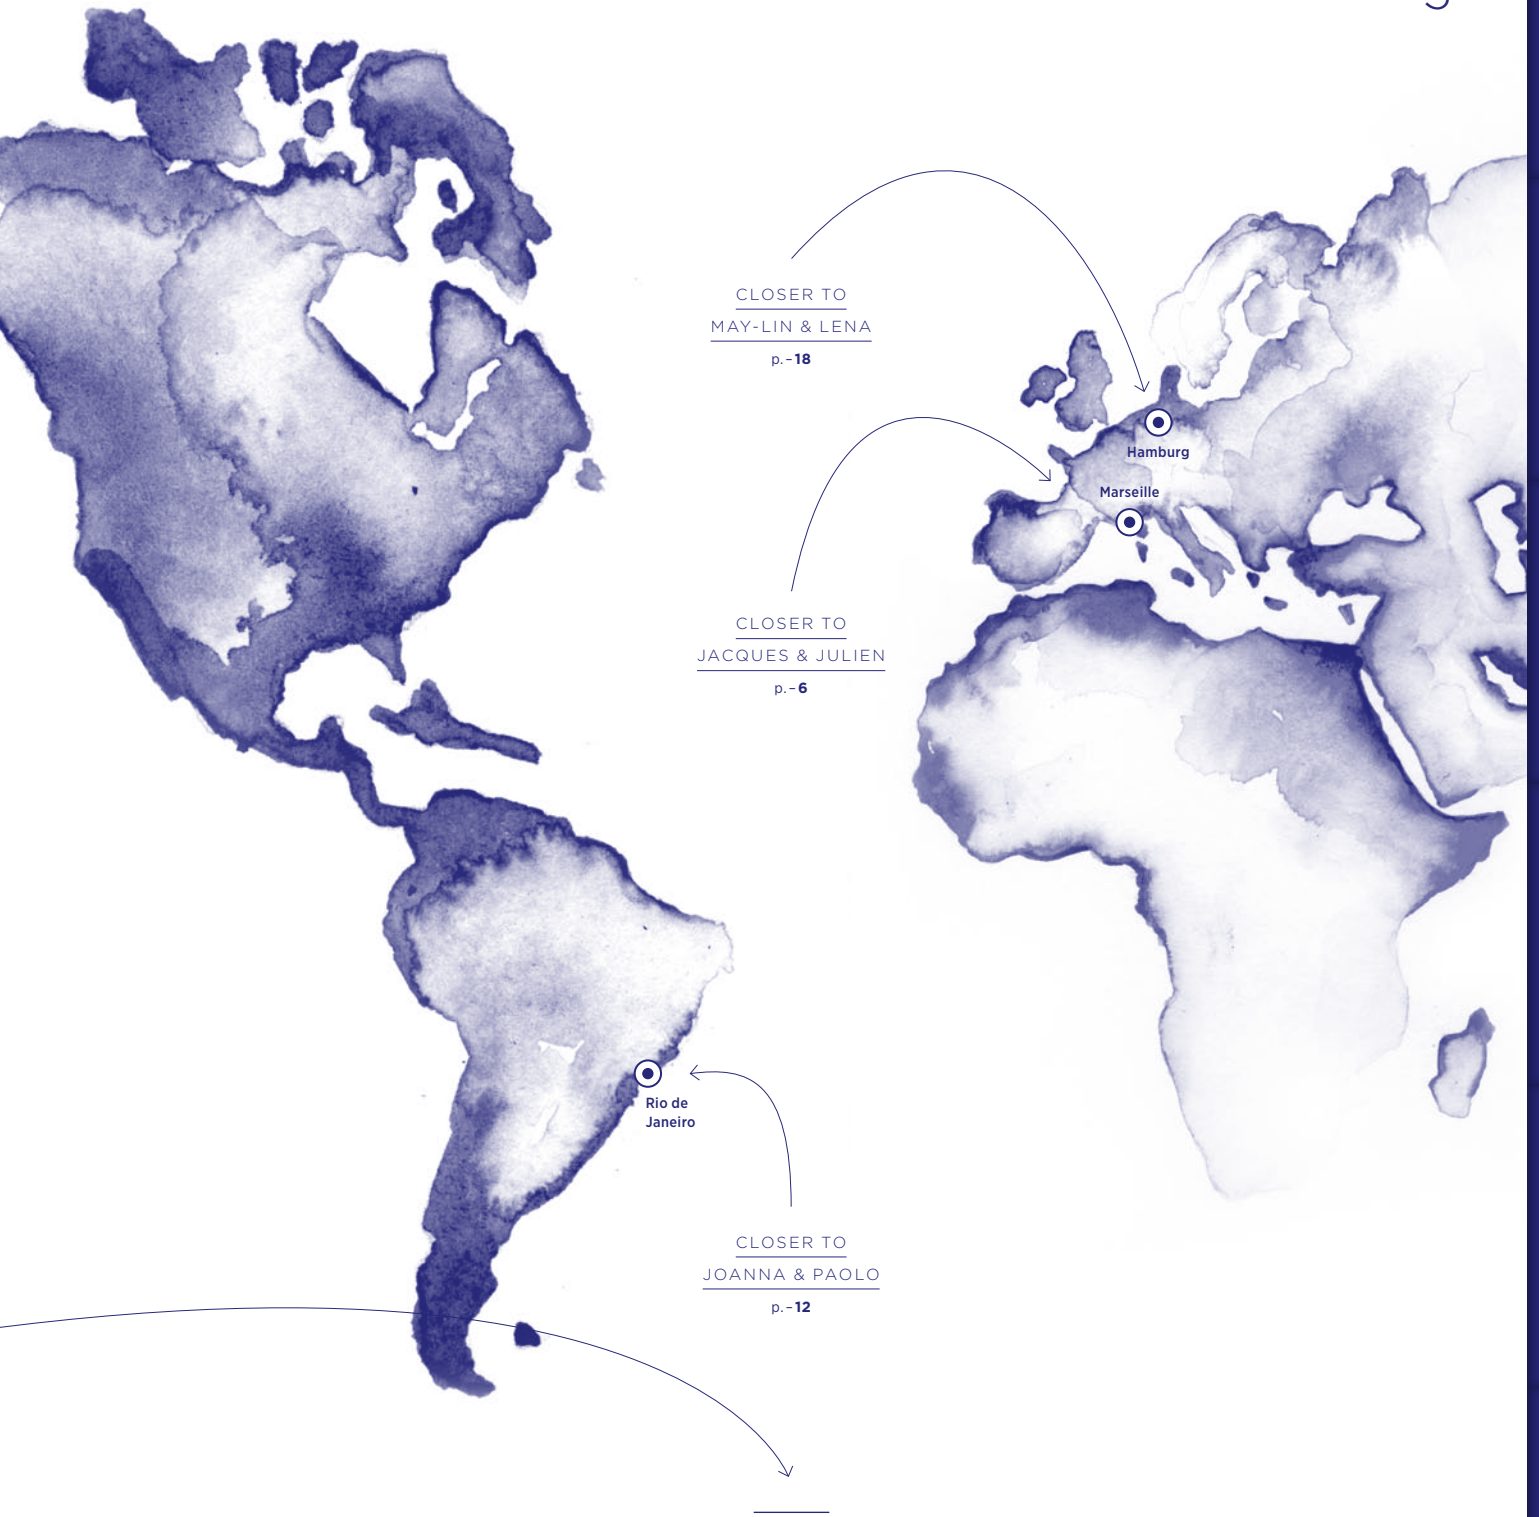 CLOSER TO
MAY-LIN & LENA
p.–18
Hamburg
Marseille
CLOSER TO
JACQUES & JULIEN
p.–6
Rio de
Janeiro
CLOSER TO
JOANNA & PAOLO
p.–12